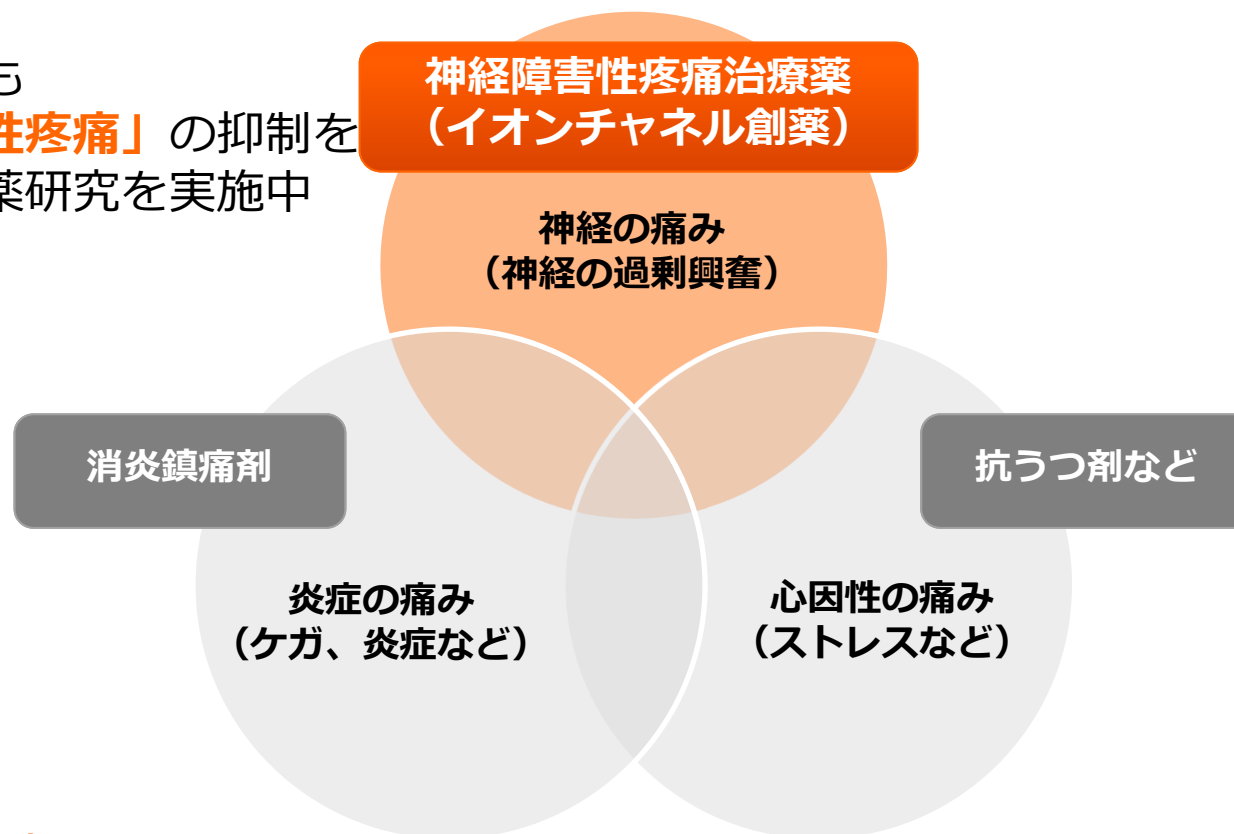 も
性疼痛」の抑制を
薬研究を実施中
神経障害性疼痛治療薬
（イオンチャネル創薬）
神経の痛み
（神経の過剰興奮）
消炎鎮痛剤
抗うつ剤など
炎症の痛み
（ケガ、炎症など）
心因性の痛み
（ストレスなど）